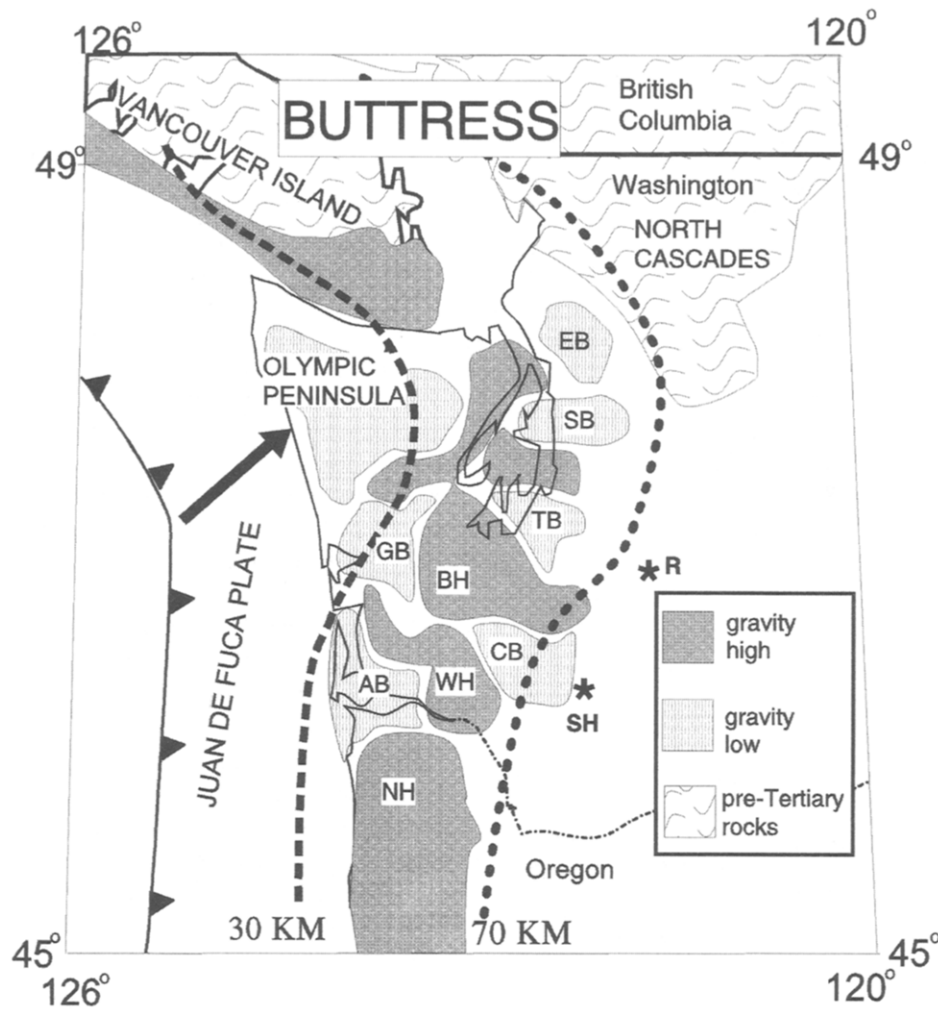 126°
120°
VANCOUVER ISLAND
BUTTRESS
British
Columbia
49°
49°
Washington
NORTH
CASCADES
EB
OLYMPIC
PENINSULA
SB
TB
GB
BH
* R
JUAN DE FUCA PLATE
CB
AB
WH
*
SH
NH
gravity
high
gravity
low
pre-Tertiary
rocks
Oregon
30 KM
70 KM
45°
45°
126°
120°